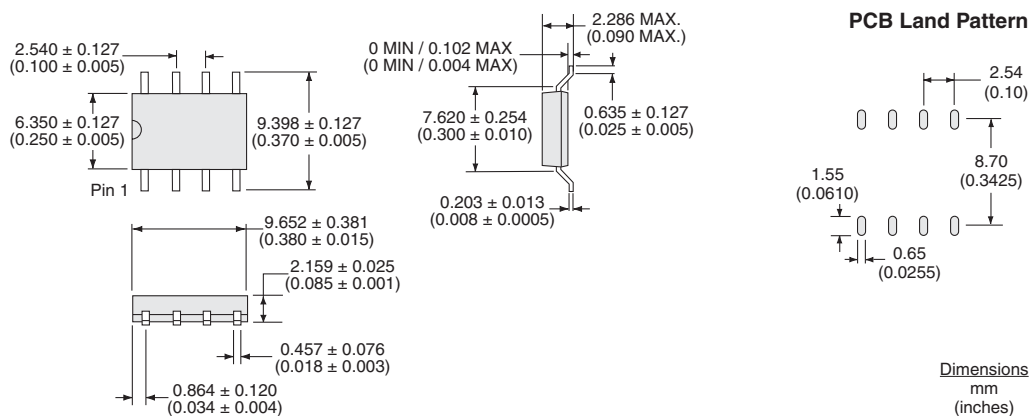 2.540 ± 0.127
(0.100 ± 0.005)
6.350 ± 0.127
(0.250 ± 0.005)
9.398 ± 0.127
(0.370 ± 0.005)
Pin 1
9.652 ± 0.381
(0.380 ± 0.015)
2.159 ± 0.025
(0.085 ± 0.001)
0.457 ± 0.076
(0.018 ± 0.003)
0.864 ± 0.120
(0.034 ± 0.004)
2.286 MAX.
(0.090 MAX.)
0 MIN / 0.102 MAX
(0 MIN / 0.004 MAX)
7.620 ± 0.254
(0.300 ± 0.010)
0.635 ± 0.127
(0.025 ± 0.005)
0.203 ± 0.013
(0.008 ± 0.0005)
PCB Land Pattern
2.54
(0.10)
8.70
(0.3425)
1.55
(0.0610)
0.65
(0.0255)
Dimensions
mm
(inches)